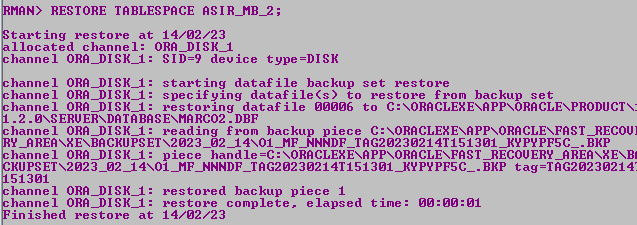 RMAN> RESTORE TABLESPACE ASIR_MB_2;
Starting restore at 14/02/23
allocated channel: ORA_DISK_1
channel ORA_DISK_1: SID=9 device type=DISK
channel ORA_DISK_1: starting datafile backup set restore
channel ORA_DISK_1: specifying datafile(s) to restore from backup set
channel ORA_DISK_1: restoring datafile 00006 to C:\ORACLEXE\APP\ORACLE\PRODUCT\1
1.2.0\SERVER\DATABASE\MARCO2.DBF
channel ORA_DISK_1: reading from backup piece C:\ORACLEXE\APP\ORACLE\FAST_RECOVE
RY_AREA\XE\BACKUPSET\2023_02_14\O1_MF_NNNDF_TAG20230214T151301_KYPYPF5C_.BKP
channel ORA_DISK_1: piece handle=C:\ORACLEXE\APP\ORACLE\FAST_RECOVERY_AREA\XE\BA
CKUPSET\2023_02_14\O1_MF_NNNDF_TAG20230214T151301_KYPYPF5C_.BKP tag=TAG20230214T
151301
channel ORA_DISK_1: restored backup piece 1
channel ORA_DISK_1: restore complete, elapsed time: 00:00:01
Finished restore at 14/02/23